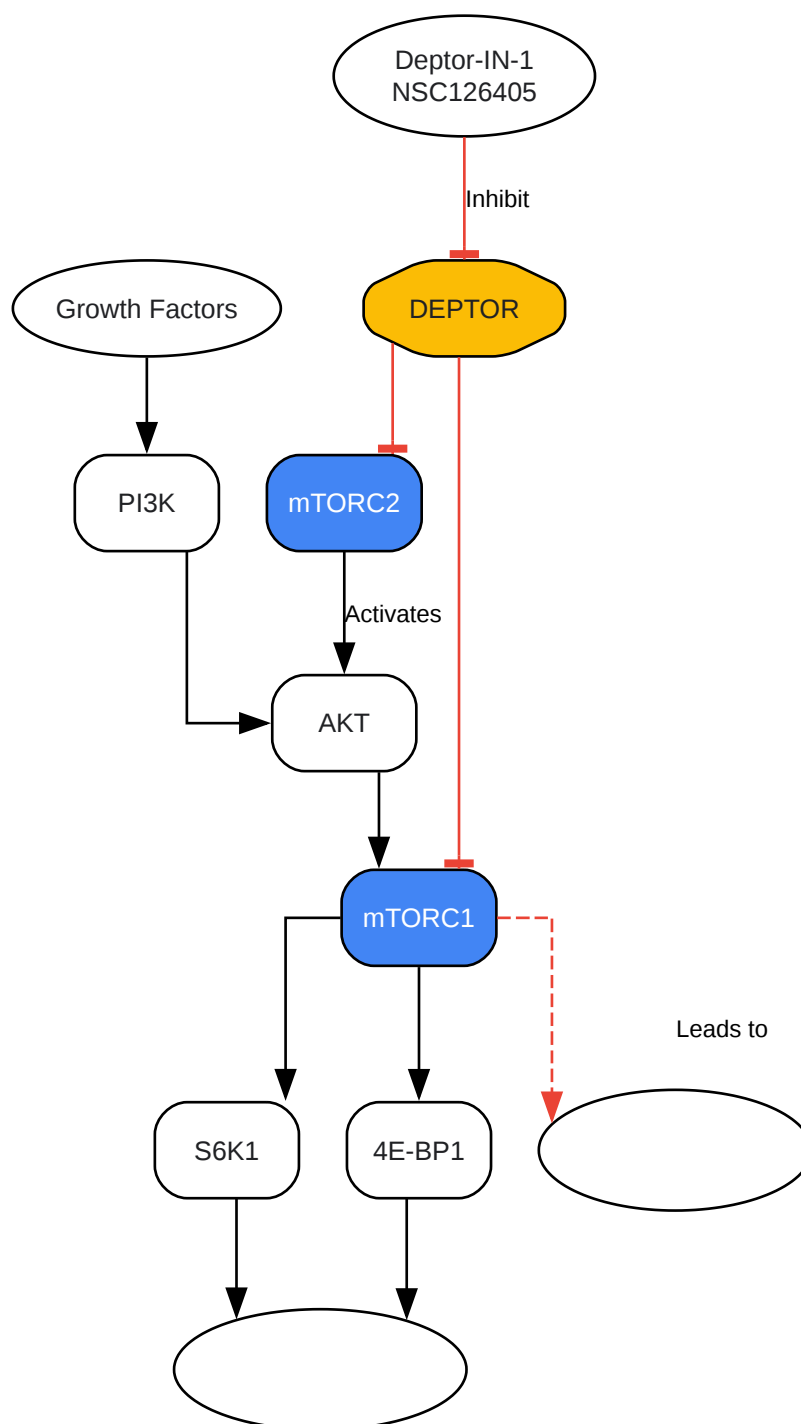 Deptor-IN-1
NSC126405
Inhibit
Growth Factors
DEPTOR
PI3K
mTORC2
Activates
AKT
mTORC1
Leads to
S6K1
4E-BP1